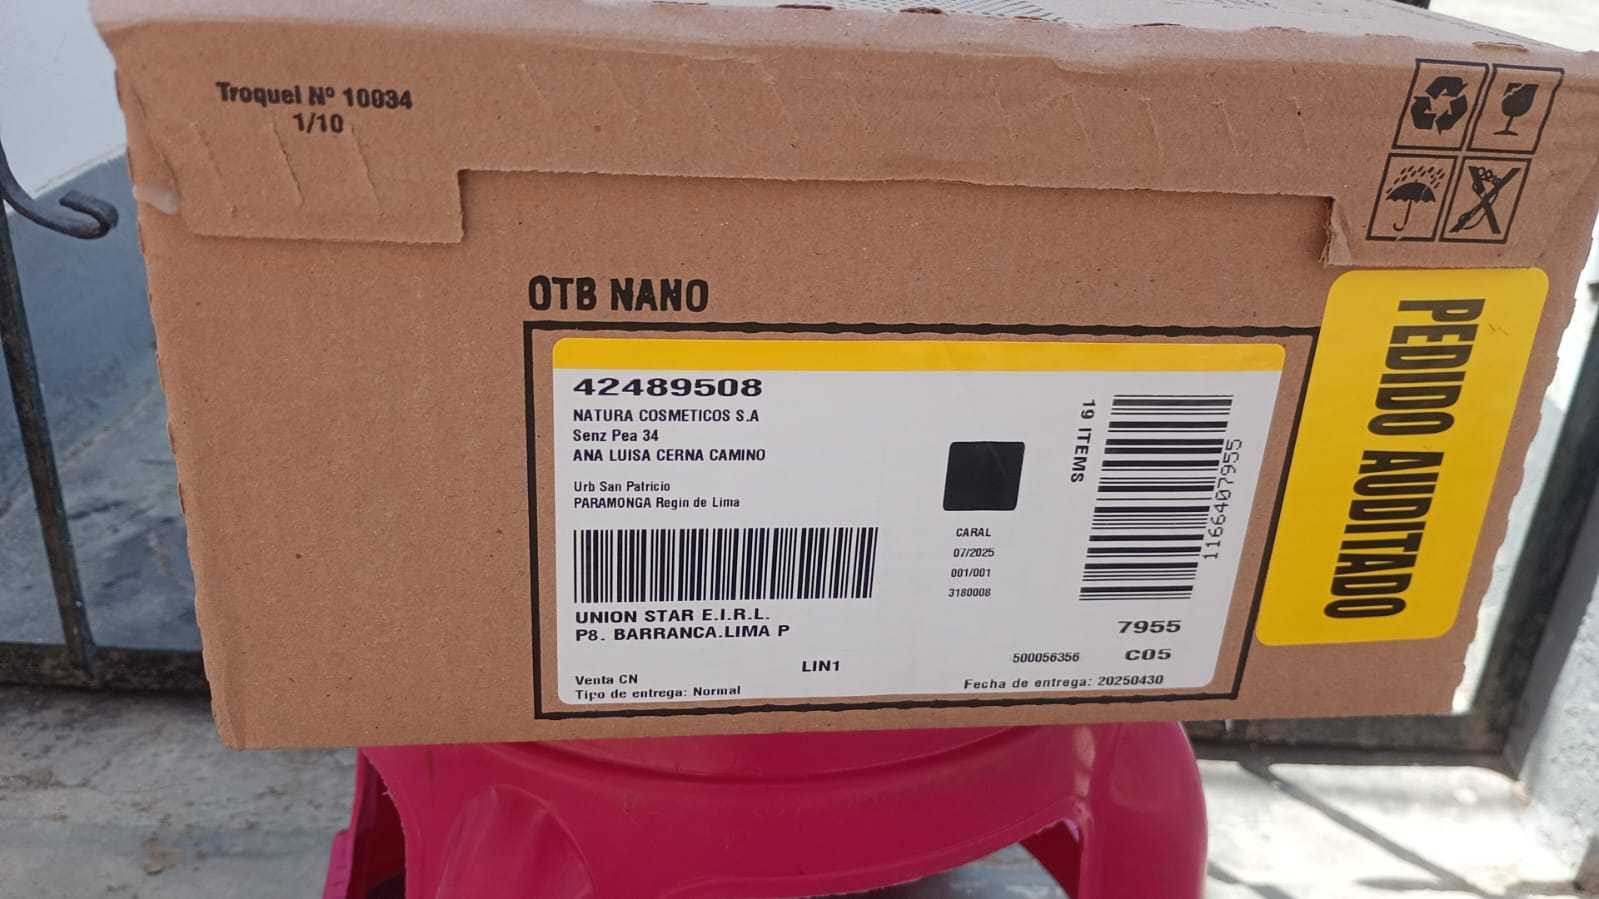 Troquel Nº 10034
1/10
OTB NANO
42489508
NATURA COSMETICOS S.A
Senz Pea 34
ANA LUISA CERNA CAMINO
Urb San Patricio
PARAMONGA Regin de Lima
UNION STAR E.I.R.L.
P8. BARRANCA.LIMA P
LIN1
Venta CN
Tipo de entrega: Normal
CARAL
07/2025
001/001
3180008
19 ITEMS
1166407955
7955
500056356
C05
Fecha de entrega: 20250430
PEDIDO AUDITADO